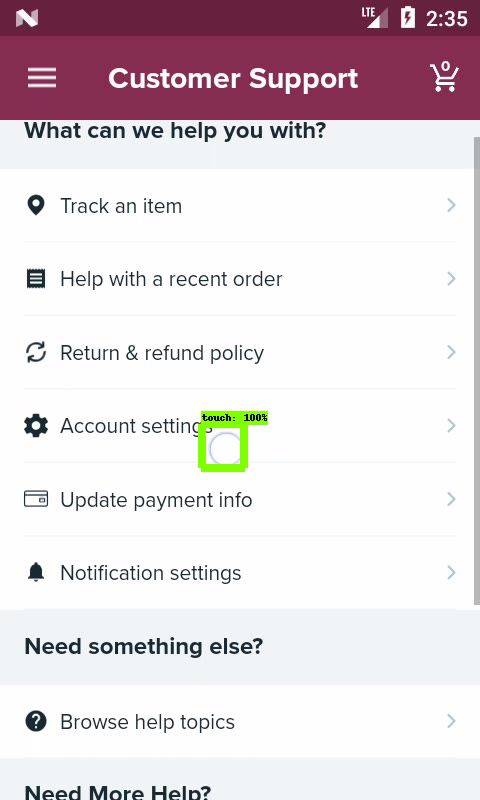 LTE 2:35
Customer Support
0
What can we help you with?
Track an item
Help with a recent order
Return & refund policy
touch: 100%
Account settings
Update payment info
Notification settings
Need something else?
Browse help topics
Need More Help?